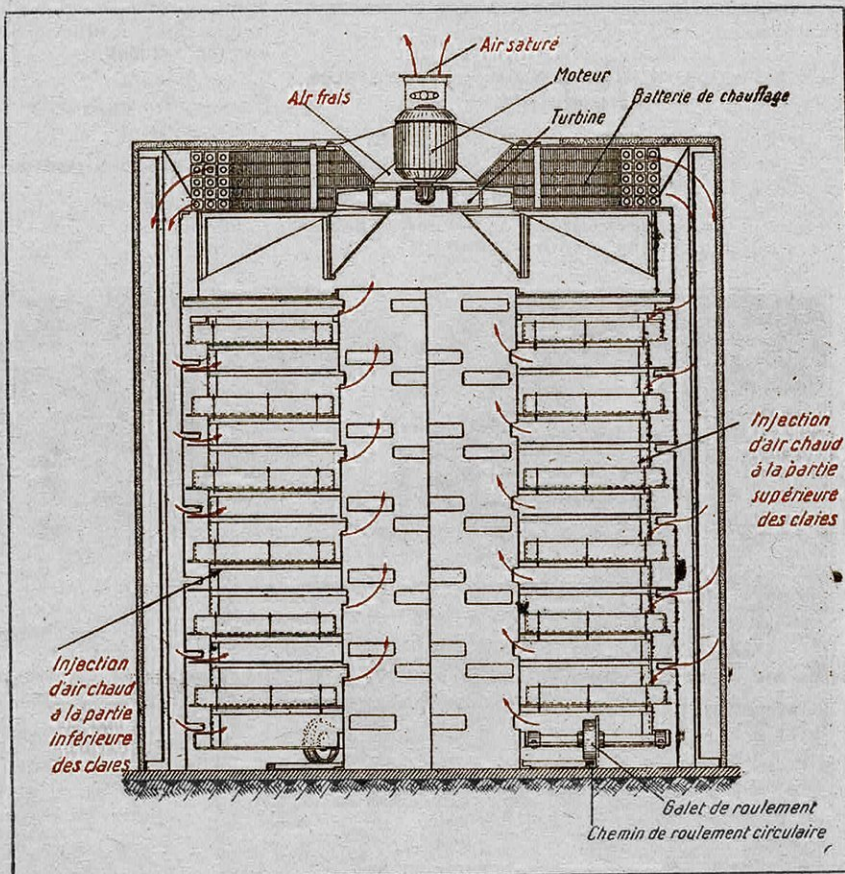 Air saturé
Moteur
Air frais
Batterie de chauffage
Turbine
Injection
d'air chaud
à la partie
supérieure
des claies
Injection
d'air chaud
à la partie
inférieure
des claies
Galet de roulement
Chemin de roulement circulaire